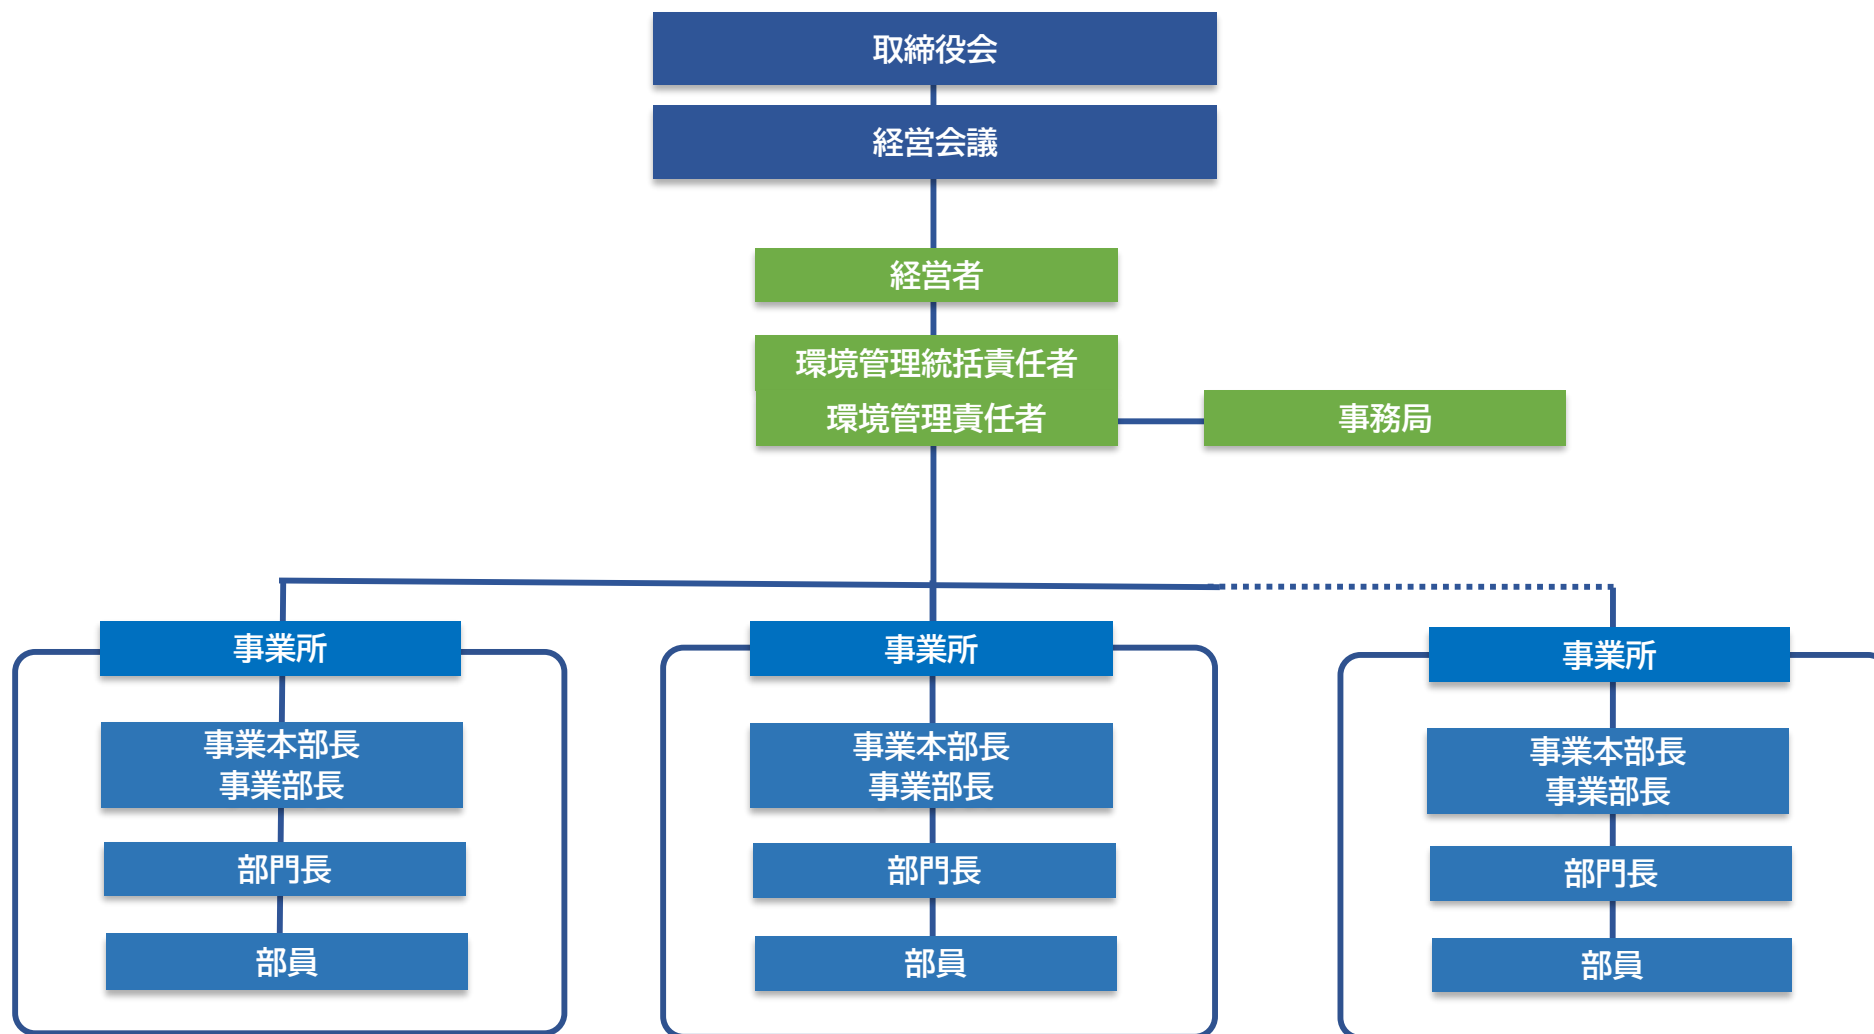 取締役会
経営会議
経営者
環境管理統括責任者
環境管理責任者
事務局
事業所
事業本部長
事業部長
部門長
部員
事業所
事業本部長
事業部長
部門長
部員
事業所
事業本部長
事業部長
部門長
部員